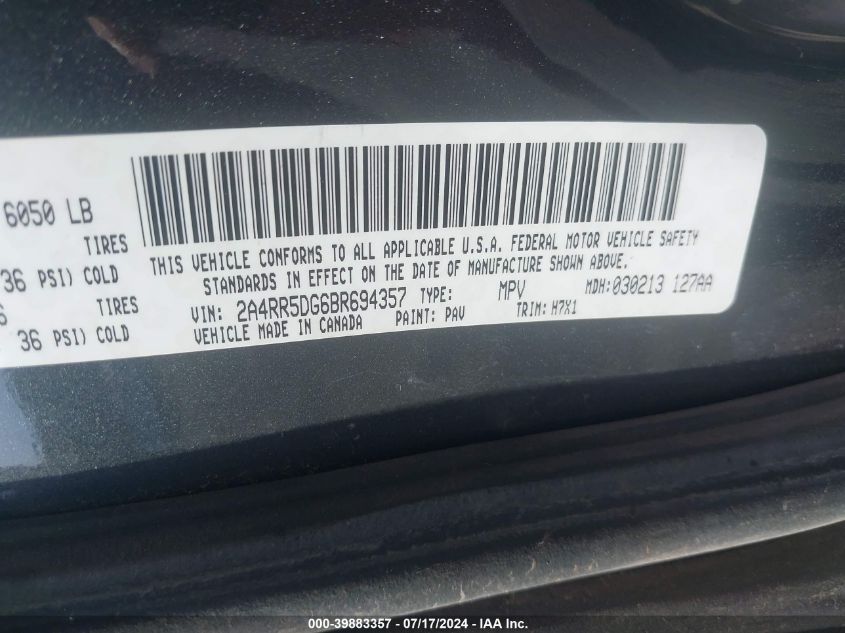 6050 LB
TIRES
36 PSI) COLD
TIRES
36 PSI) COLD
THIS VEHICLE CONFORMS TO ALL APPLICABLE U.S.A. FEDERAL MOTOR VEHICLE SAFETY
STANDARDS IN EFFECT ON THE DATE OF MANUFACTURE SHOWN ABOVE.
VIN: 2A4RR5DG6BR694357 TYPE: MPV MDH:030213 127AA
VEHICLE MADE IN CANADA PAINT: PAV TRIM: H7X1
000-39883357 - 07/17/2024 - IAAI Inc.